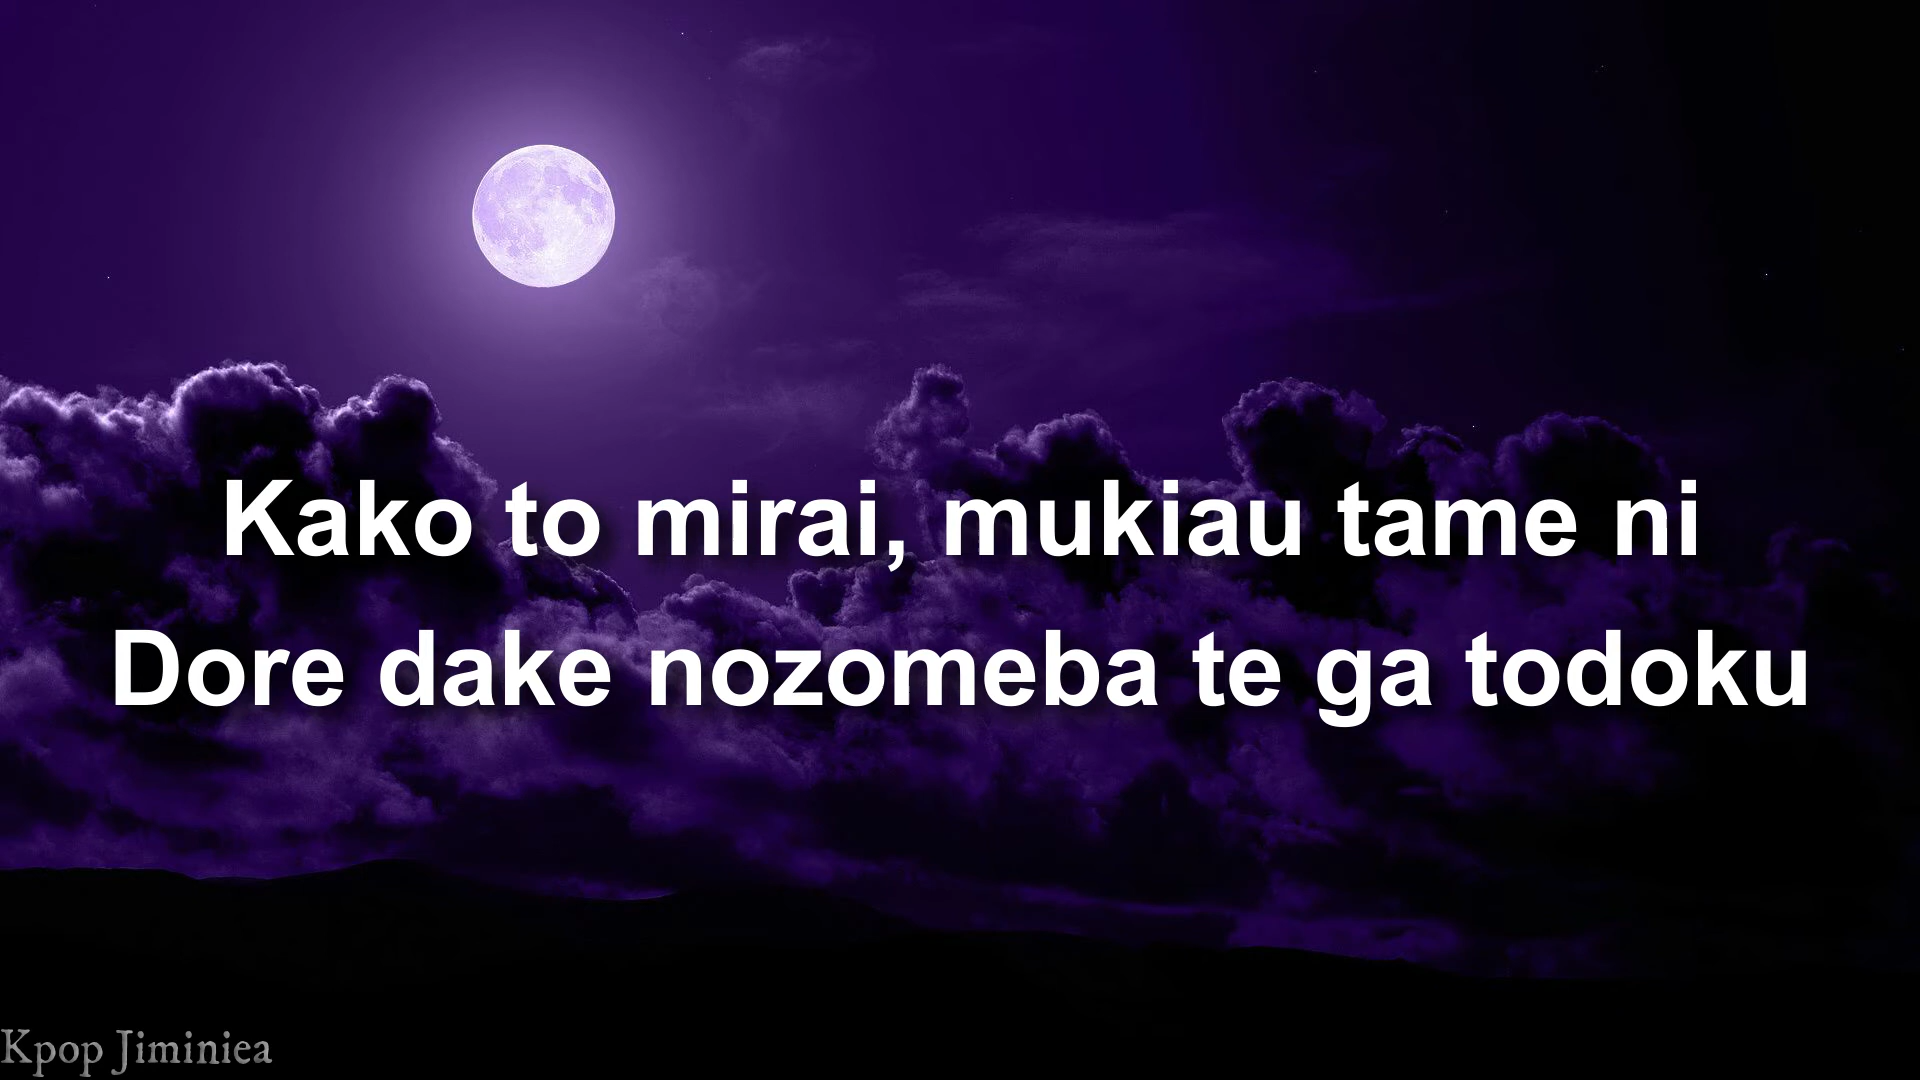 Kako to mirai, mukiau tame ni
Dore dake nozomeba te ga todoku
Kpop Jiminiea